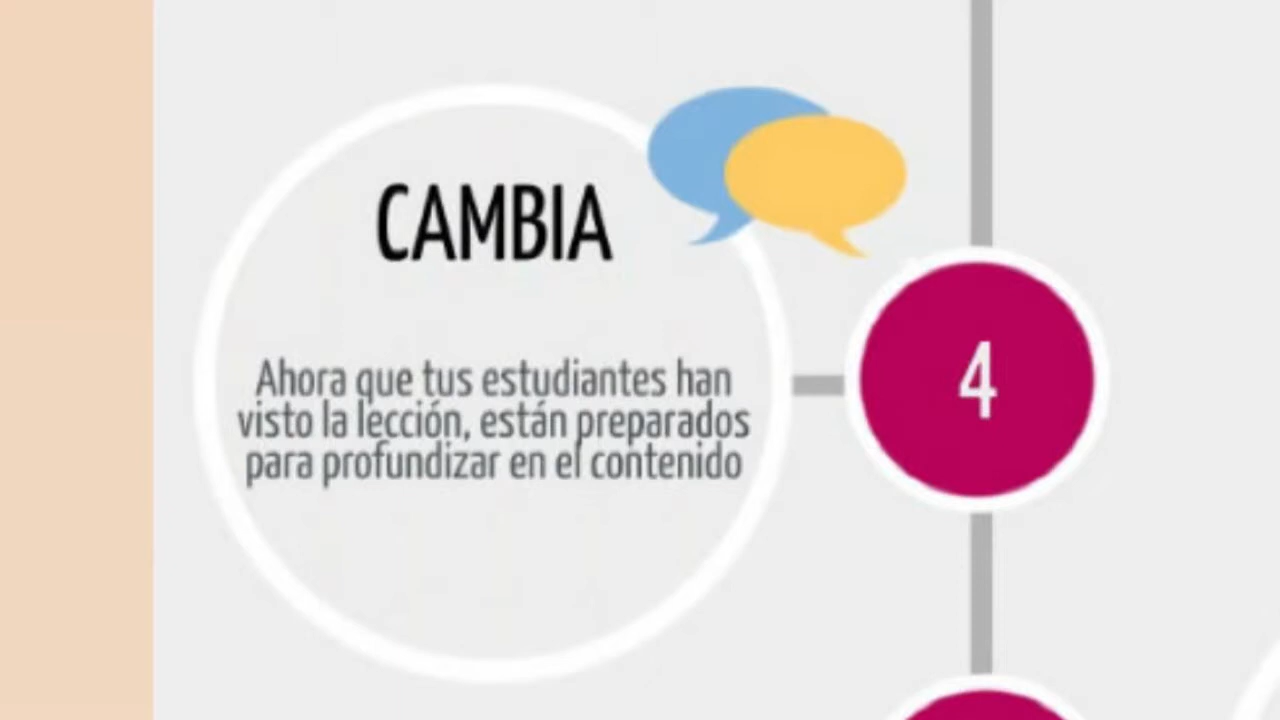 CAMBIA
Ahora que tus estudiantes han
visto la lección, están preparados
para profundizar en el contenido
4